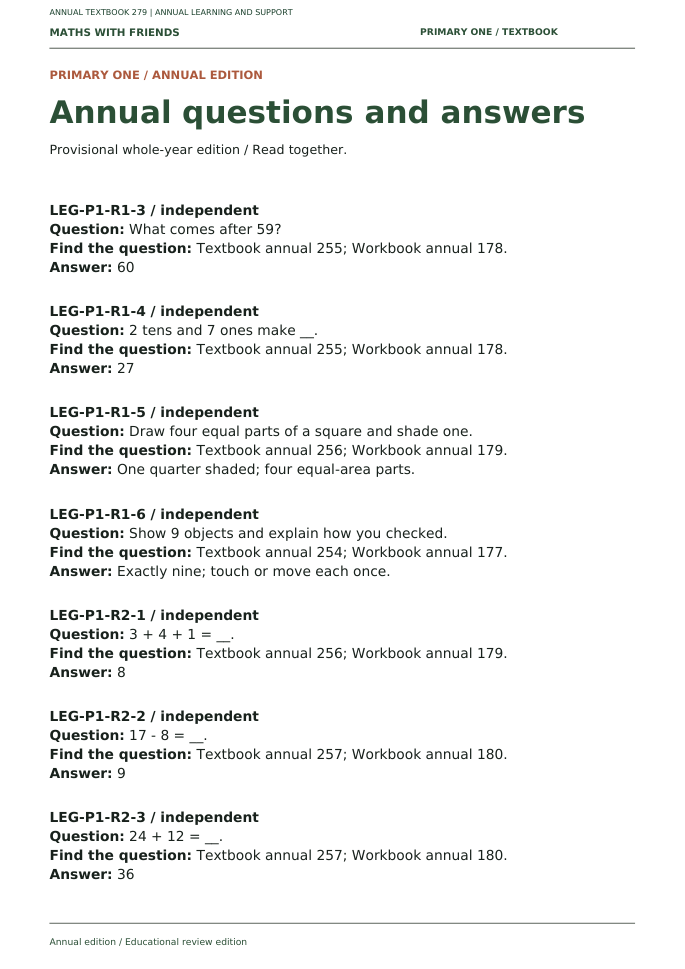 ANNUAL TEXTBOOK 279 | ANNUAL LEARNING AND SUPPORT
MATHS WITH FRIENDS
PRIMARY ONE / TEXTBOOK
PRIMARY ONE / ANNUAL EDITION
Annual questions and answers
Provisional whole-year edition / Read together.
LEG-P1-R1-3 / independent
Question: What comes after 59?
Find the question: Textbook annual 255; Workbook annual 178.
Answer: 60
LEG-P1-R1-4 / independent
Question: 2 tens and 7 ones make __.
Find the question: Textbook annual 255; Workbook annual 178.
Answer: 27
LEG-P1-R1-5 / independent
Question: Draw four equal parts of a square and shade one.
Find the question: Textbook annual 256; Workbook annual 179.
Answer: One quarter shaded; four equal-area parts.
LEG-P1-R1-6 / independent
Question: Show 9 objects and explain how you checked.
Find the question: Textbook annual 254; Workbook annual 177.
Answer: Exactly nine; touch or move each once.
LEG-P1-R2-1 / independent
Question: 3 + 4 + 1 = __.
Find the question: Textbook annual 256; Workbook annual 179.
Answer: 8
LEG-P1-R2-2 / independent
Question: 17 - 8 = __.
Find the question: Textbook annual 257; Workbook annual 180.
Answer: 9
LEG-P1-R2-3 / independent
Question: 24 + 12 = __.
Find the question: Textbook annual 257; Workbook annual 180.
Answer: 36
Annual edition / Educational review edition